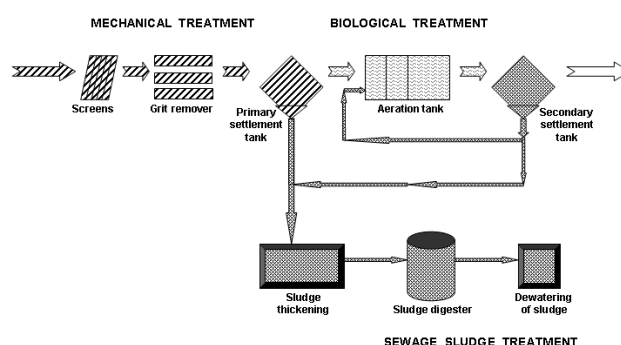 MECHANICAL TREATMENT
BIOLOGICAL TREATMENT
Screens
Grit remover
Primary
settlement
tank
Aeration tank
Secondary
settlement
tank
Sludge
thickening
Sludge digester
Dewatering
of sludge
SEWAGE SLUDGE TREATMENT